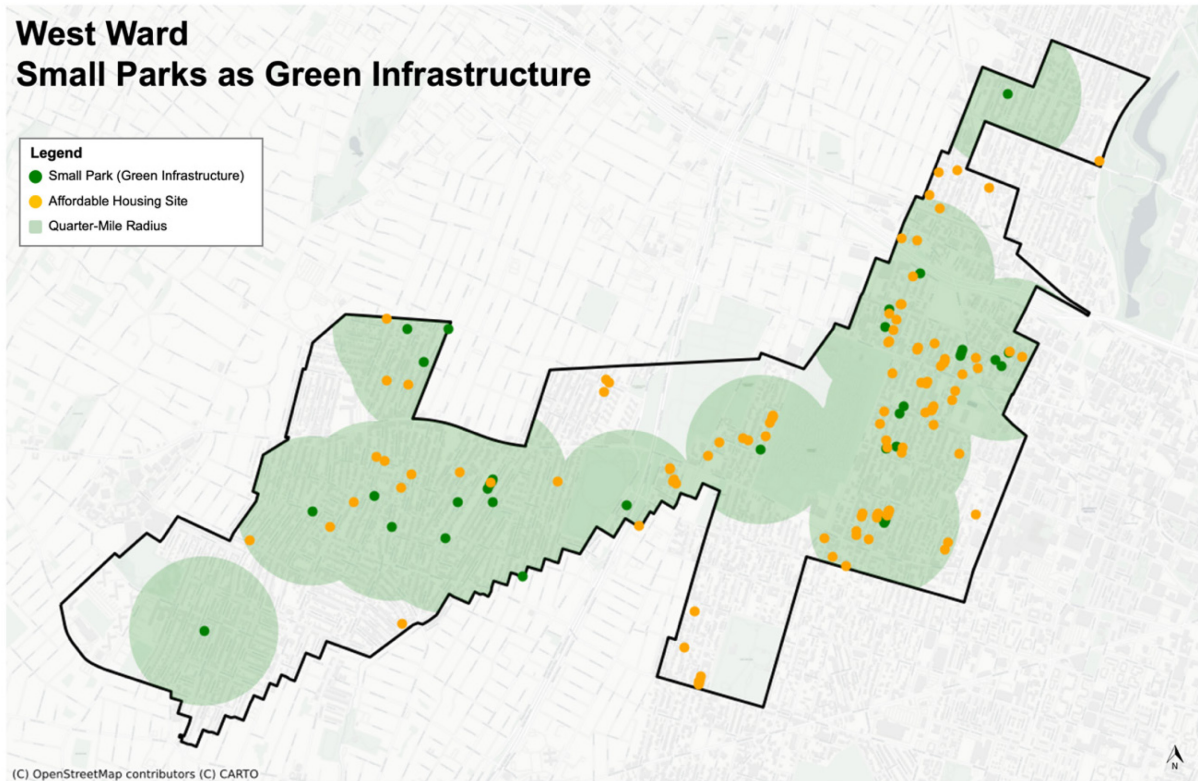 West Ward
Small Parks as Green Infrastructure
Legend
Small Park (Green Infrastructure)
Affordable Housing Site
Quarter-Mile Radius
(C) OpenStreetMap contributors (C) CARTO
N